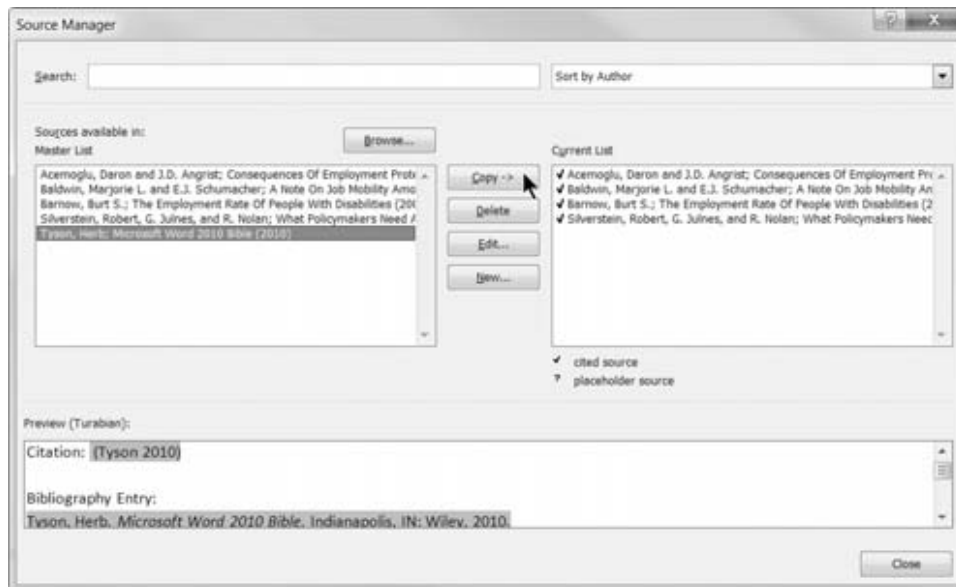 Source Manager
Search:
Sort by Author
Sources available in:
Master List
Browse...
Current List
Acemoglu, Daron and J.D. Angrist; Consequences Of Employment Prote
Baldwin, Marjorie L. and E.J. Schumacher; A Note On Job Mobility Amo
Barnow, Burt S.; The Employment Rate Of People With Disabilities (200
Silverstein, Robert, G. Julnes, and R. Nolan; What Policymakers Need A
Tyson, Herb; Microsoft Word 2010 Bible (2010)
Copy ->
Delete
Edit...
New...
✓ Acemoglu, Daron and J.D. Angrist; Consequences Of Employment Pro
✓ Baldwin, Marjorie L. and E.J. Schumacher; A Note On Job Mobility Am
✓ Barnow, Burt S.; The Employment Rate Of People With Disabilities (2
✓ Silverstein, Robert, G. Julnes, and R. Nolan; What Policymakers Need
✓ cited source
? placeholder source
Preview (Turabian):
Citation: (Tyson 2010)
Bibliography Entry:
Tyson, Herb. Microsoft Word 2010 Bible. Indianapolis, IN: Wiley, 2010.
Close